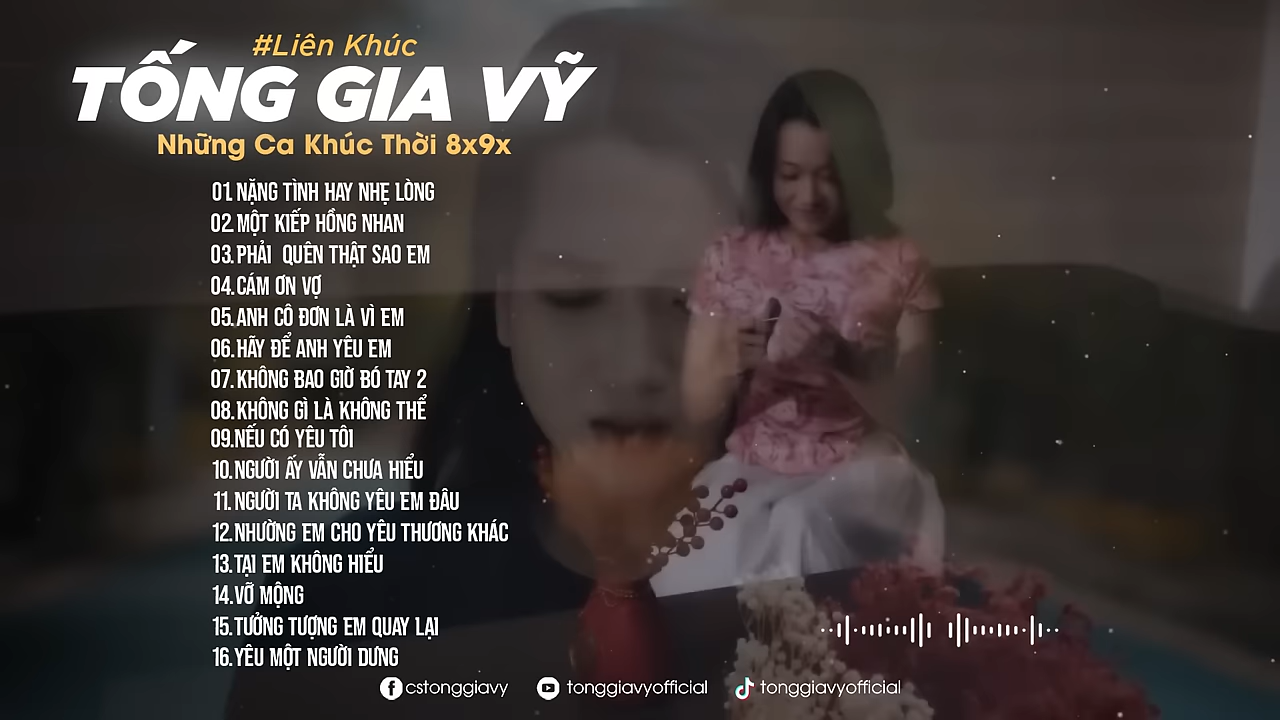 #Liên Khúc
TỐNG GIA VỸ
Những Ca Khúc Thời 8x9x
01.NẶNG TÌNH HAY NHẸ LÒNG
02.MỘT KIẾP HỒNG NHAN
03.PHẢI QUÊN THẬT SAO EM
04.CÁM ƠN VỢ
05.ANH CÔ ĐƠN LÀ VÌ EM
06.HÃY ĐỂ ANH YÊU EM
07.KHÔNG BAO GIỜ BÓ TAY 2
08.KHÔNG GÌ LÀ KHÔNG THỂ
09.NẾU CÓ YÊU TÔI
10.NGƯỜI ẤY VẪN CHƯA HIỂU
11.NGƯỜI TA KHÔNG YÊU EM ĐÂU
12.NHƯỜNG EM CHO YÊU THƯƠNG KHÁC
13.TẠI EM KHÔNG HIỂU
14.VỠ MỘNG
15.TƯỞNG TƯỢNG EM QUAY LẠI
16.YÊU MỘT NGƯỜI DƯNG
cstonggiavy tonggiavyofficial tonggiavyofficial